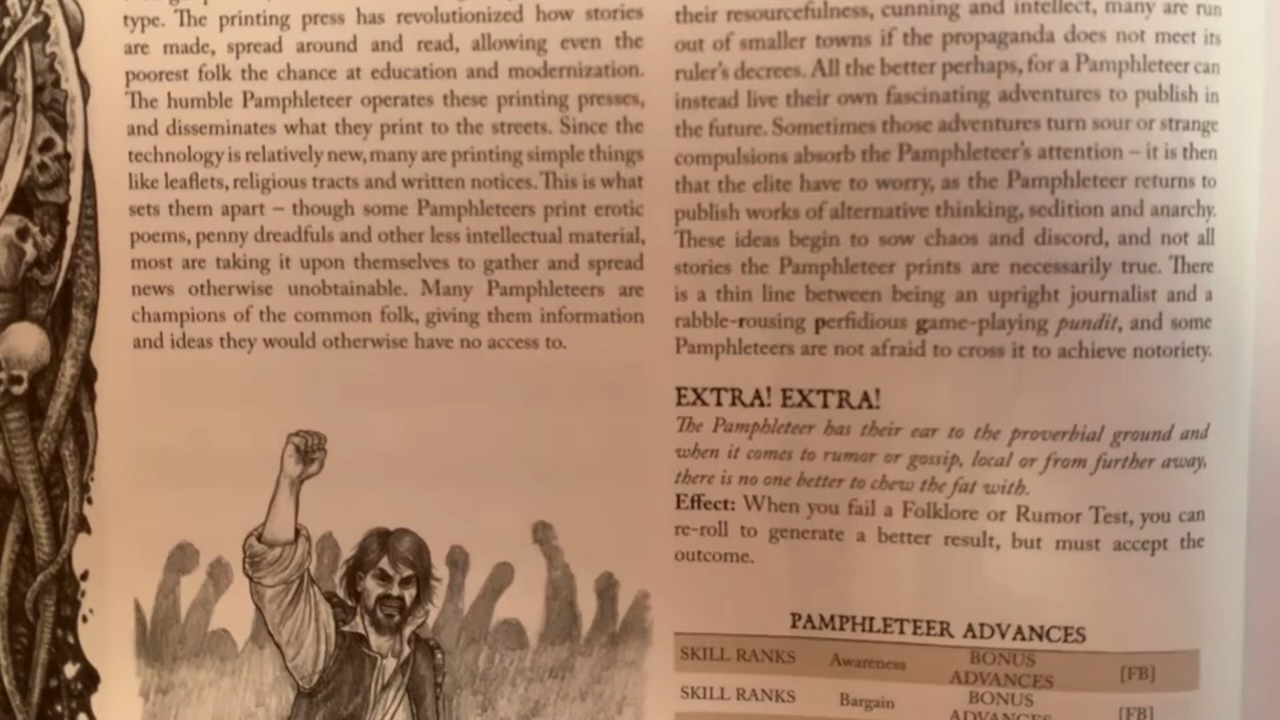 type. The printing press has revolutionized how stories
are made, spread around and read, allowing even the
poorest folk the chance at education and modernization.
The humble Pamphleteer operates these printing presses,
and disseminates what they print to the streets. Since the
technology is relatively new, many are printing simple things
like leaflets, religious tracts and written notices. This is what
sets them apart – though some Pamphleteers print erotic
poems, penny dreadfuls and other less intellectual material,
most are taking it upon themselves to gather and spread
news otherwise unobtainable. Many Pamphleteers are
champions of the common folk, giving them information
and ideas they would otherwise have no access to.
their resourcefulness, cunning and intellect, many are run
out of smaller towns if the propaganda does not meet its
ruler's decrees. All the better perhaps, for a Pamphleteer can
instead live their own fascinating adventures to publish in
the future. Sometimes those adventures turn sour or strange
compulsions absorb the Pamphleteer's attention – it is then
that the elite have to worry, as the Pamphleteer returns to
publish works of alternative thinking, sedition and anarchy.
These ideas begin to sow chaos and discord, and not all
stories the Pamphleteer prints are necessarily true. There
is a thin line between being an upright journalist and a
rabble-rousing perfidious game-playing pundit, and some
Pamphleteers are not afraid to cross it to achieve notoriety.
EXTRA! EXTRA!
The Pamphleteer has their ear to the proverbial ground and
when it comes to rumor or gossip, local or from further away,
there is no one better to chew the fat with.
Effect: When you fail a Folklore or Rumor Test, you can
re-roll to generate a better result, but must accept the
outcome.
PAMPHLETEER ADVANCES
SKILL RANKS Awareness BONUS ADVANCES [FB]
SKILL RANKS Bargain BONUS ADVANCES [FB]